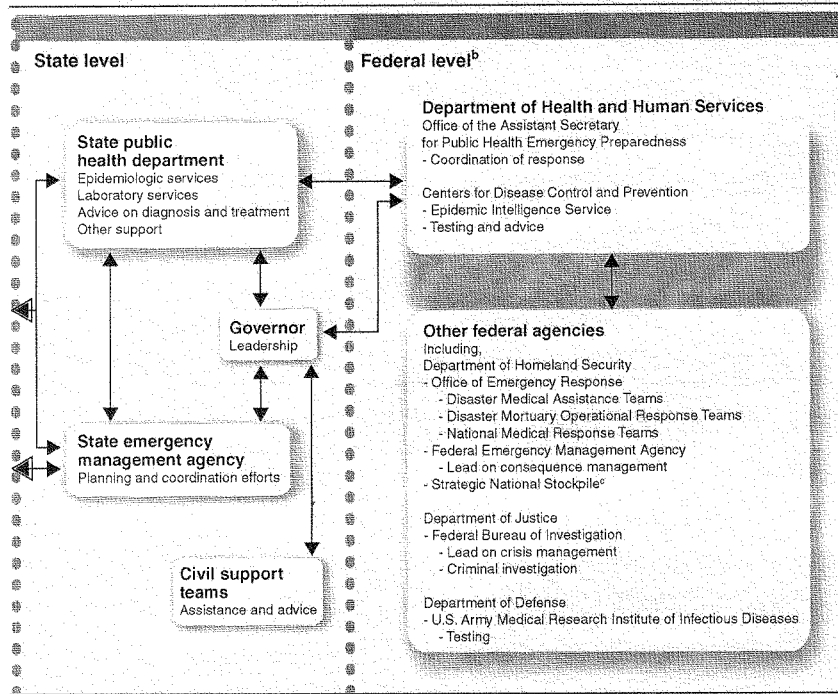 State level
State public
health department
Epidemiologic services
Laboratory services
Advice on diagnosis and treatment
Other support
Governor
Leadership
State emergency
management agency
Planning and coordination efforts
Civil support
teams
Assistance and advice
Federal levelᵇ
Department of Health and Human Services
Office of the Assistant Secretary
for Public Health Emergency Preparedness
- Coordination of response
Centers for Disease Control and Prevention
- Epidemic Intelligence Service
- Testing and advice
Other federal agencies
Including,
Department of Homeland Security
- Office of Emergency Response
- Disaster Medical Assistance Teams
- Disaster Mortuary Operational Response Teams
- National Medical Response Teams
- Federal Emergency Management Agency
- Lead on consequence management
- Strategic National Stockpileᶜ
Department of Justice
- Federal Bureau of Investigation
- Lead on crisis management
- Criminal investigation
Department of Defense
- U.S. Army Medical Research Institute of Infectious Diseases
- Testing